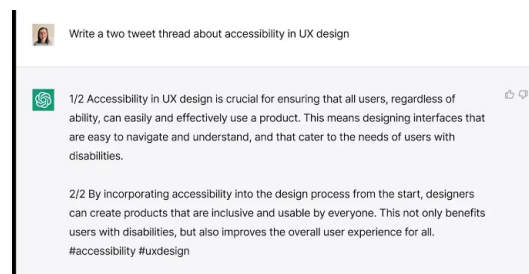 Write a two tweet thread about accessibility in UX design
1/2 Accessibility in UX design is crucial for ensuring that all users, regardless of
ability, can easily and effectively use a product. This means designing interfaces that
are easy to navigate and understand, and that cater to the needs of users with
disabilities.
2/2 By incorporating accessibility into the design process from the start, designers
can create products that are inclusive and usable by everyone. This not only benefits
users with disabilities, but also improves the overall user experience for all.
#accessibility #uxdesign